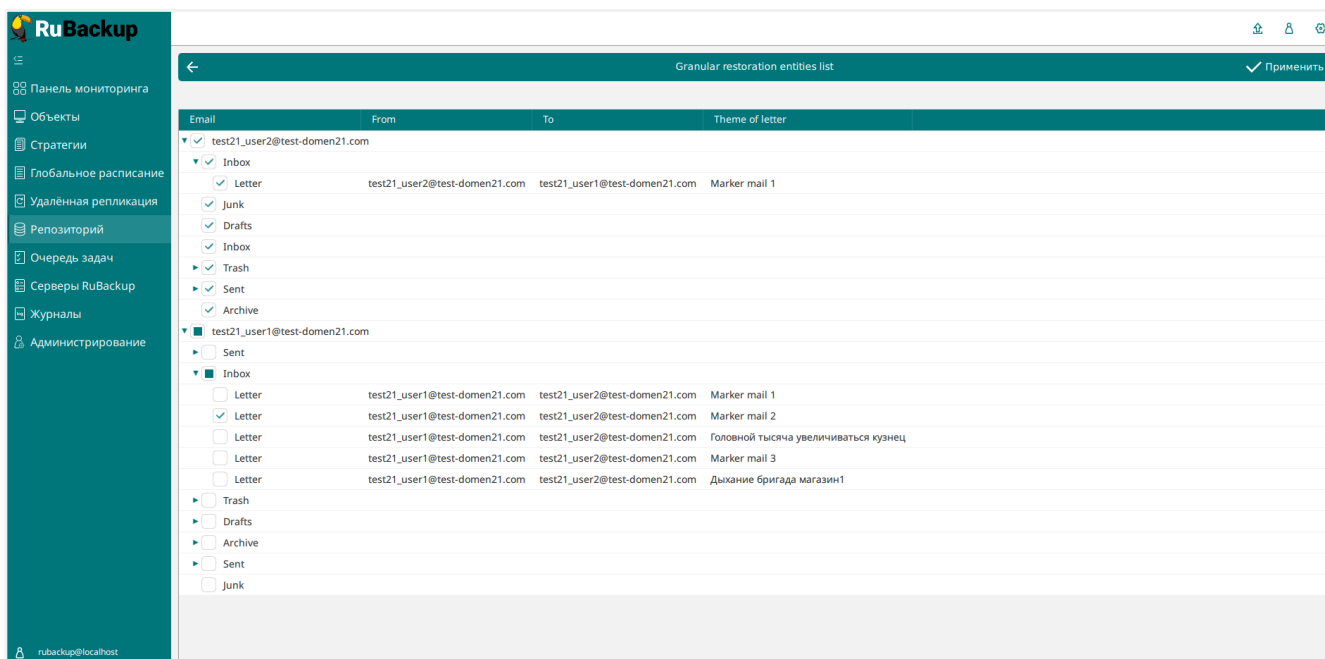 RuBackup
Granular restoration entities list
Применить
Панель мониторинга
Объекты
Стратегии
Глобальное расписание
Удалённая репликация
Репозиторий
Очередь задач
Серверы RuBackup
Журналы
Администрирование
rubackup@localhost
Email From To Theme of letter
test21_user2@test-domen21.com
Inbox
Letter test21_user2@test-domen21.com test21_user1@test-domen21.com Marker mail 1
Junk
Drafts
Inbox
Trash
Sent
Archive
test21_user1@test-domen21.com
Sent
Inbox
Letter test21_user1@test-domen21.com test21_user2@test-domen21.com Marker mail 1
Letter test21_user1@test-domen21.com test21_user2@test-domen21.com Marker mail 2
Letter test21_user1@test-domen21.com test21_user2@test-domen21.com Головной тысяча увеличиваться кузнец
Letter test21_user1@test-domen21.com test21_user2@test-domen21.com Marker mail 3
Letter test21_user1@test-domen21.com test21_user2@test-domen21.com Дыхание бригада магазин1
Trash
Drafts
Archive
Sent
Junk